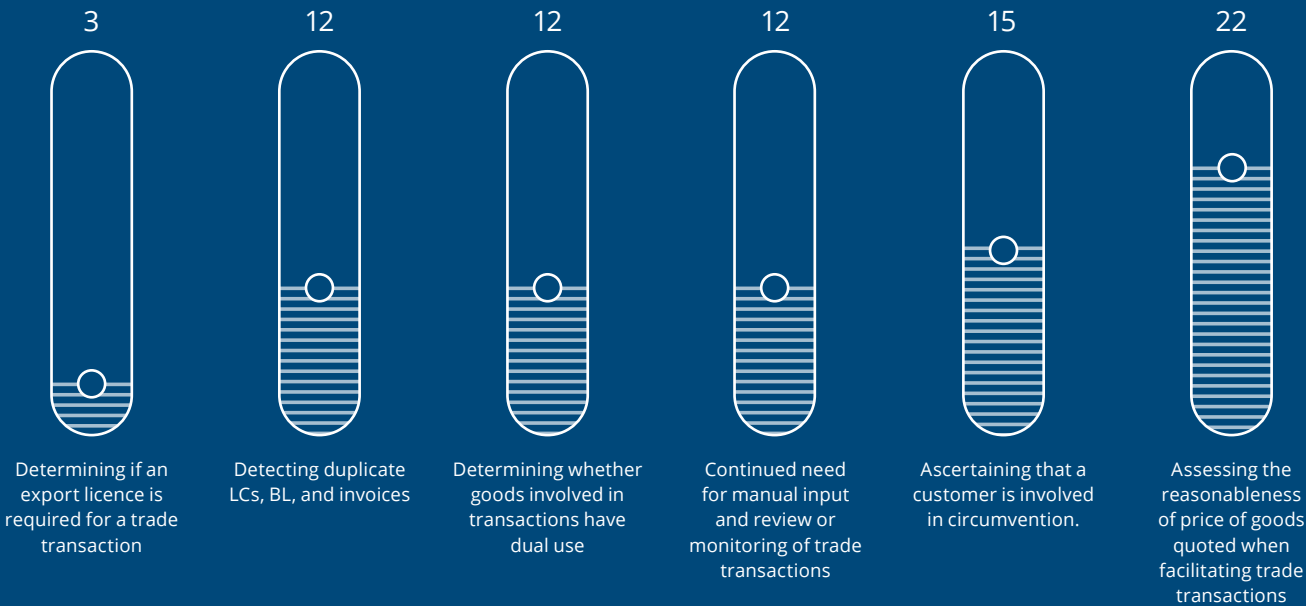 3
12
12
12
15
22
Determining if an
export licence is
required for a trade
transaction
Detecting duplicate
LCs, BL, and invoices
Determining whether
goods involved in
transactions have
dual use
Continued need
for manual input
and review or
monitoring of trade
transactions
Ascertaining that a
customer is involved
in circumvention.
Assessing the
reasonableness
of price of goods
quoted when
facilitating trade
transactions